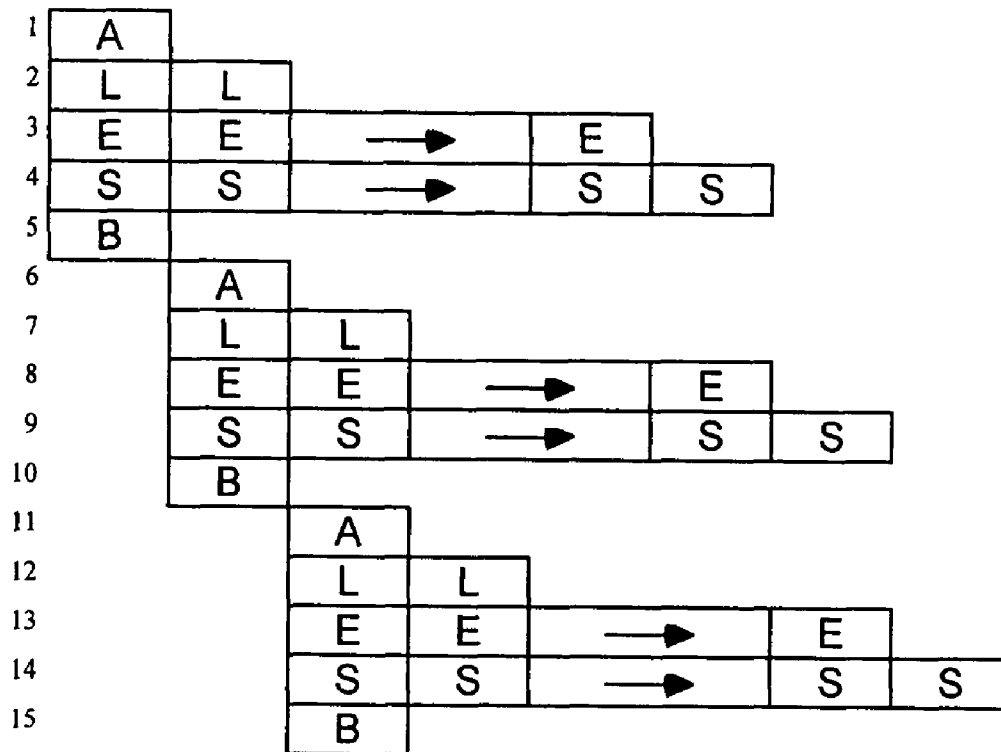 1 A
2 L L
3 E E E
4 S S S S
5 B
6 A
7 L L
8 E E E
9 S S S S
10 B
11 A
12 L L
13 E E E
14 S S S S
15 B